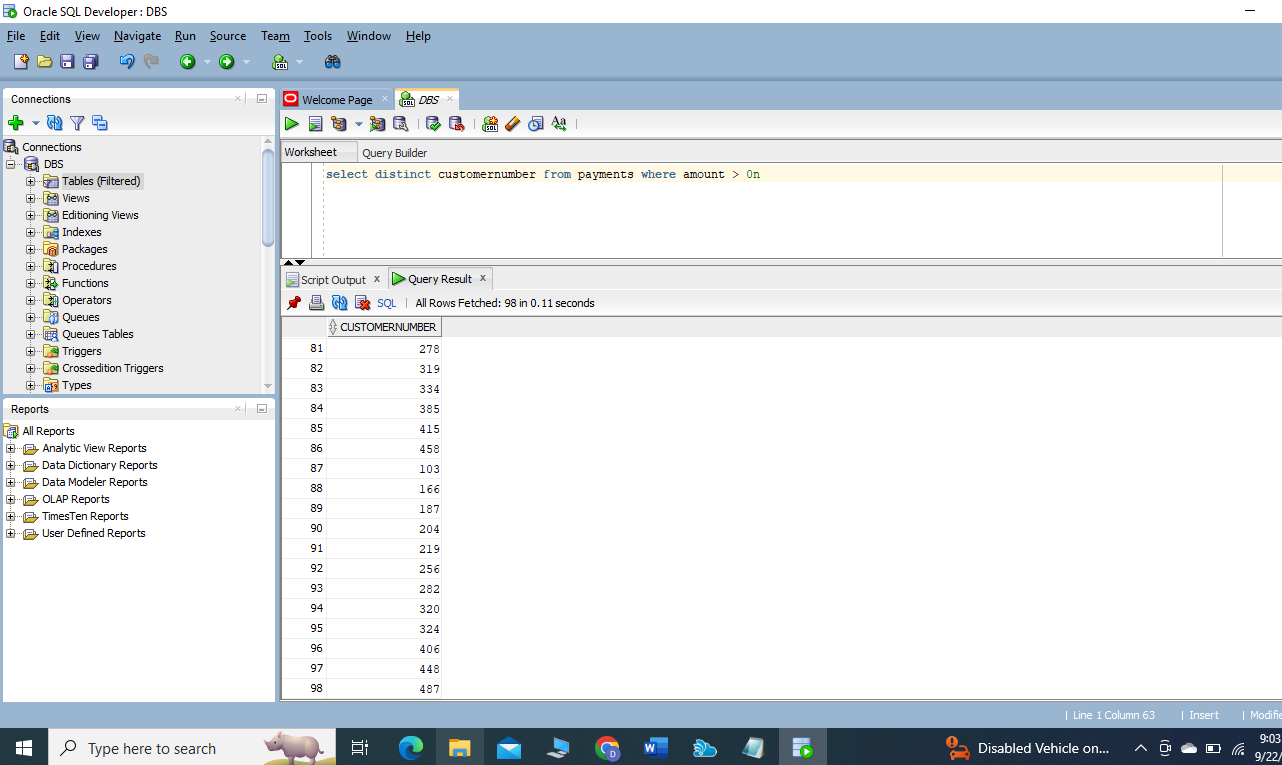 Oracle SQL Developer : DBS
File Edit View Navigate Run Source Team Tools Window Help
Connections
Connections
DBS
Tables (Filtered)
Views
Editioning Views
Indexes
Packages
Procedures
Functions
Operators
Queues
Queues Tables
Triggers
Crossedition Triggers
Types
Reports
All Reports
Analytic View Reports
Data Dictionary Reports
Data Modeler Reports
OLAP Reports
TimesTen Reports
User Defined Reports
Welcome Page DBS
Aa
Worksheet Query Builder
select distinct customernumber from payments where amount > 0n
Script Output x Query Result x
SQL | All Rows Fetched: 98 in 0.11 seconds
CUSTOMERNUMBER
81 278
82 319
83 334
84 385
85 415
86 458
87 103
88 166
89 187
90 204
91 219
92 256
93 282
94 320
95 324
96 406
97 448
98 487
| Line 1 Column 63 | Insert | Modifie
Type here to search
Disabled Vehicle on...
9:03
9/22/